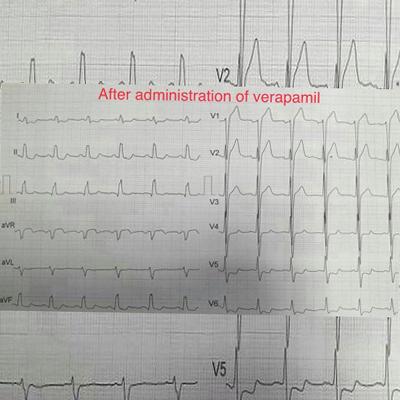 V2
After administration of verapamil
I
V1
II
V2
III
V3
aVR
V4
aVL
V5
aVF
V6
V5